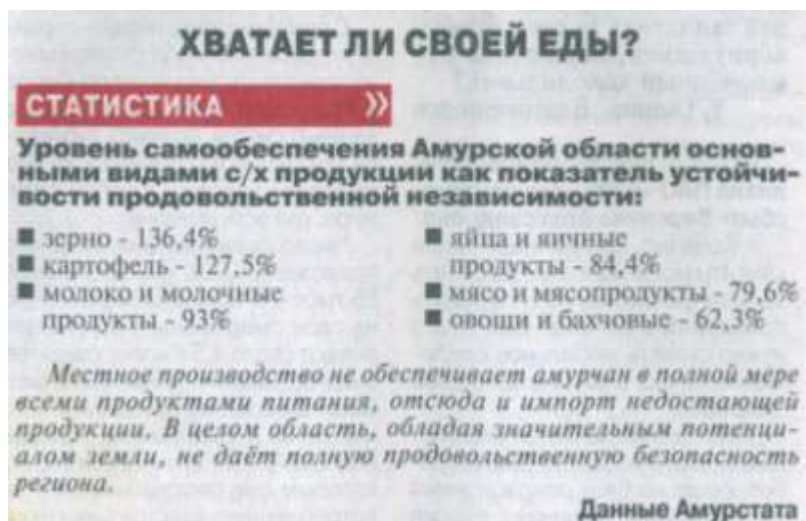 ХВАТАЕТ ЛИ СВОЕЙ ЕДЫ?
СТАТИСТИКА »
Уровень самообеспечения Амурской области основ-
ными видами с/х продукции как показатель устойчи-
вости продовольственной независимости:
■ зерно - 136,4%
■ картофель - 127,5%
■ молоко и молочные
продукты - 93%
■ яйца и яичные
продукты - 84,4%
■ мясо и мясопродукты - 79,6%
■ овощи и бахчовые - 62,3%
Местное производство не обеспечивает амурчан в полной мере
всеми продуктами питания, отсюда и импорт недостающей
продукции. В целом область, обладая значительным потенци-
алом земли, не даёт полную продовольственную безопасность
региона.
Данные Амурстата